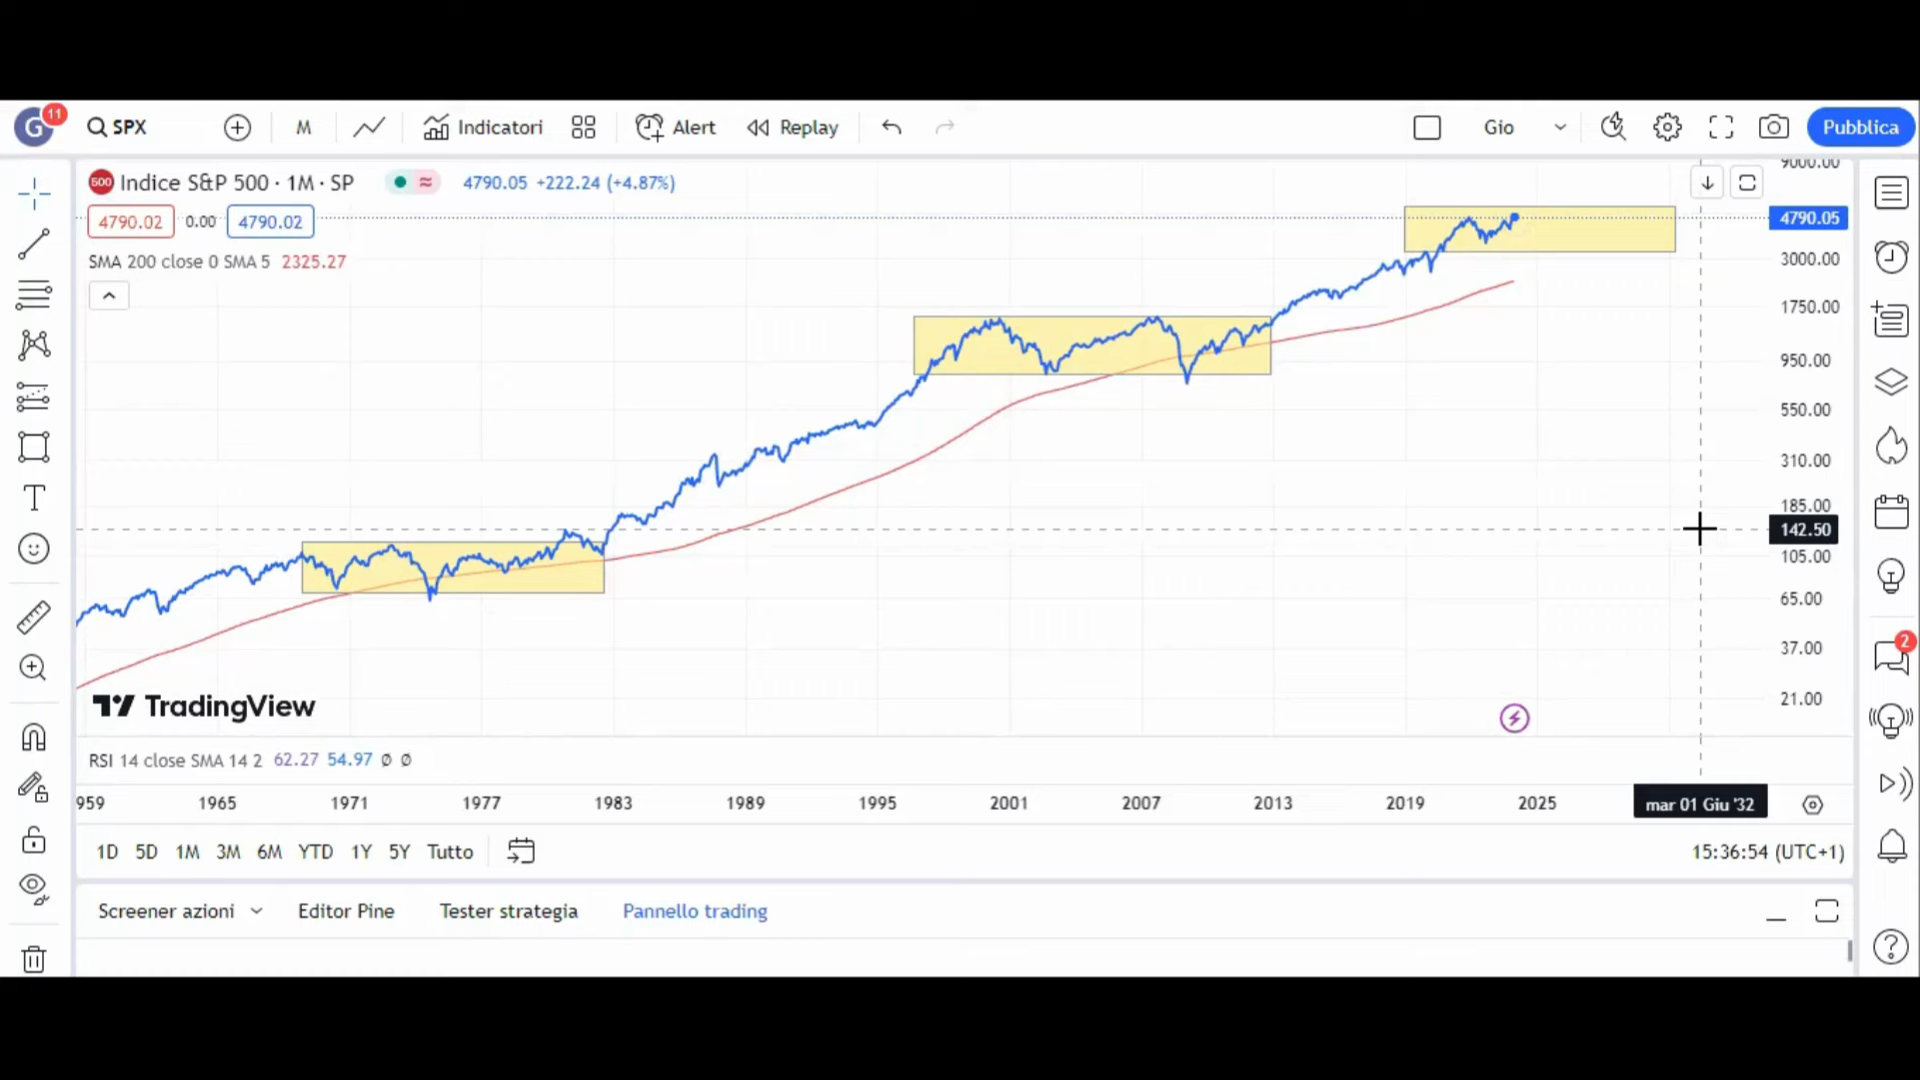 G 11 SPX M Indicatori Alert Replay Gio Pubblica
500 Indice S&P 500 · 1M · SP 4790.05 +222.24 (+4.87%)
4790.02 0.00 4790.02
SMA 200 close 0 SMA 5 2325.27
9000.00
4790.05
3000.00
1750.00
950.00
550.00
310.00
185.00
142.50
105.00
65.00
37.00
21.00
2
TradingView
RSI 14 close SMA 14 2 62.27 54.97 Ø Ø
959 1965 1971 1977 1983 1989 1995 2001 2007 2013 2019 2025 mar 01 Giu '32
1D 5D 1M 3M 6M YTD 1Y 5Y Tutto 15:36:54 (UTC+1)
Screener azioni Editor Pine Tester strategia Pannello trading